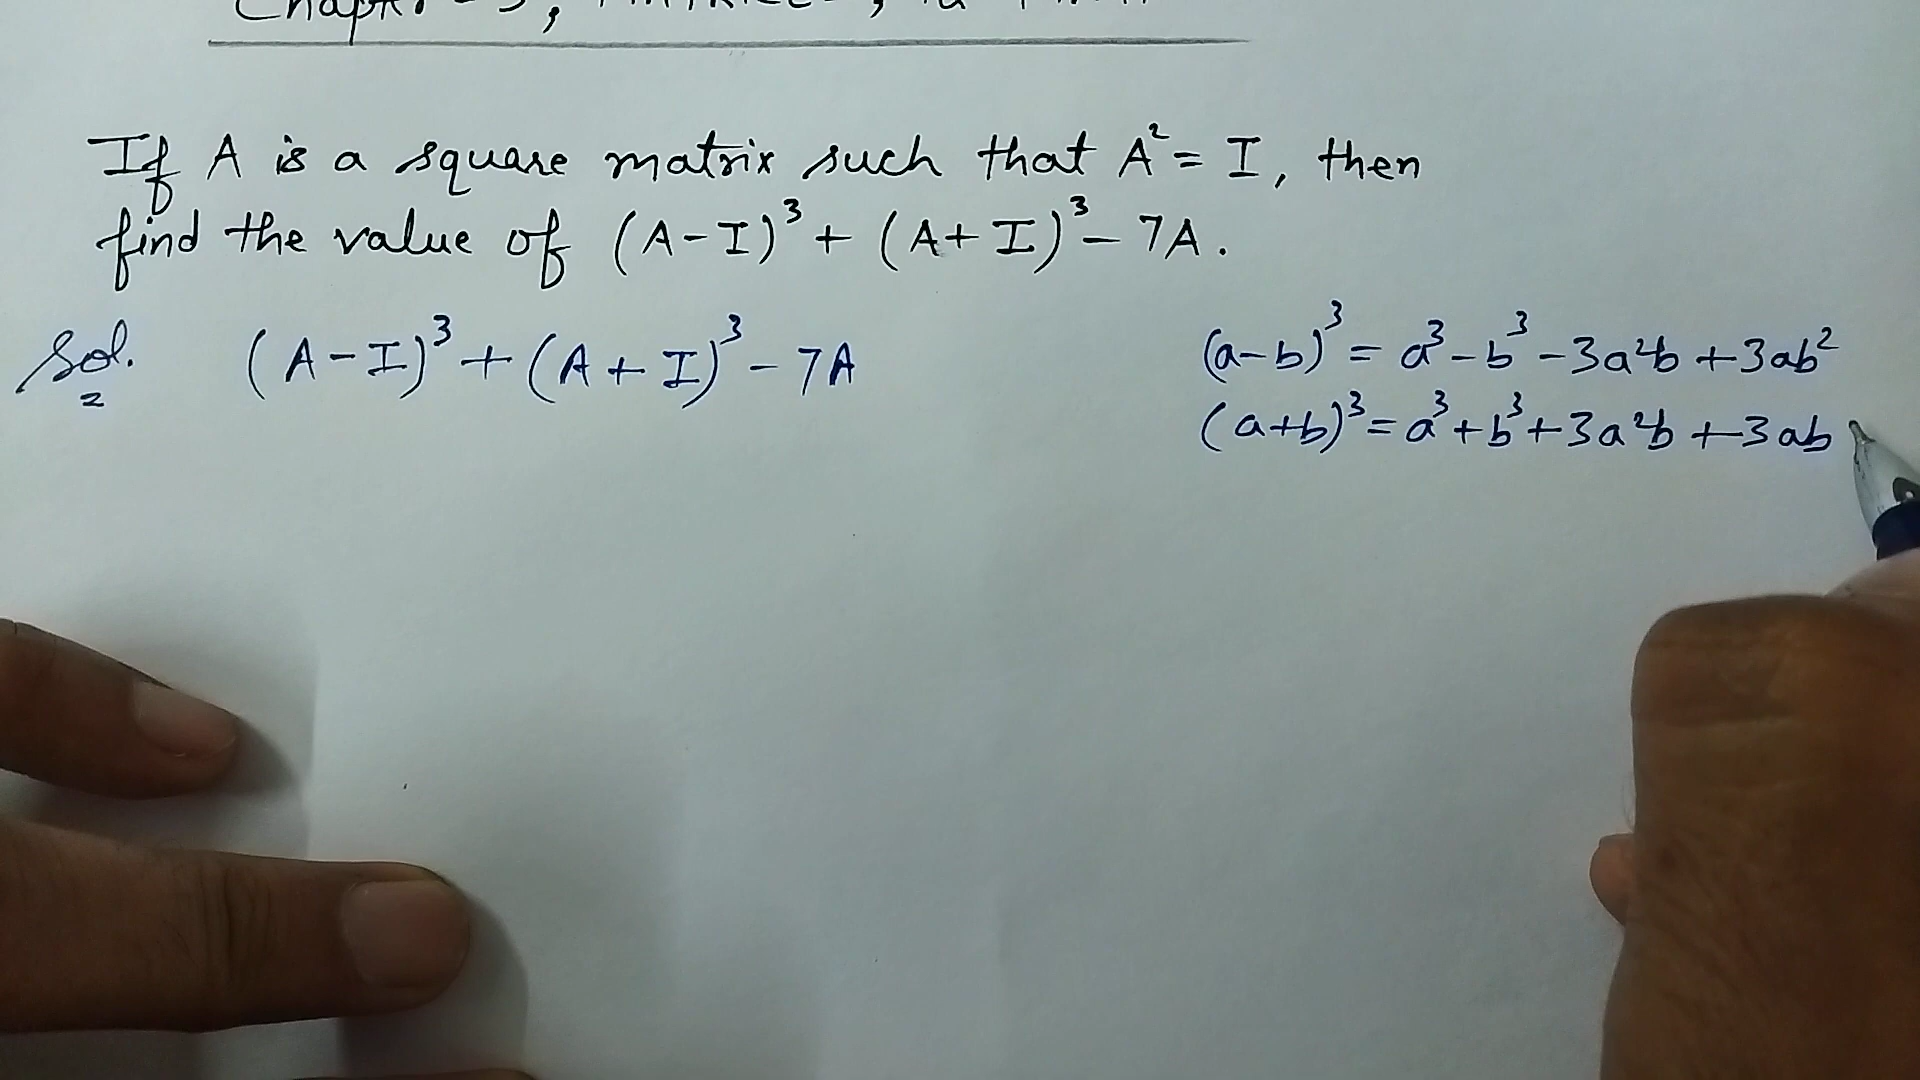 If A is a square matrix such that A² = I, then
find the value of (A-I)³ + (A+I)³ - 7A.
Sol. (A-I)³ + (A+I)³ - 7A
(a-b)³ = a³ - b³ - 3a²b + 3ab²
(a+b)³ = a³ + b³ + 3a²b + 3ab